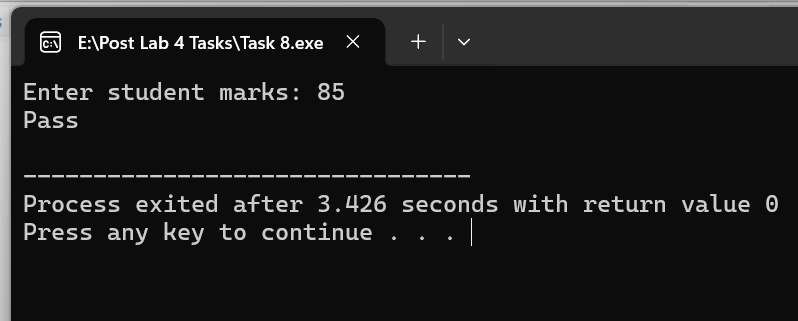 E:\Post Lab 4 Tasks\Task 8.exe
Enter student marks: 85
Pass
--------------------------------
Process exited after 3.426 seconds with return value 0
Press any key to continue . . .